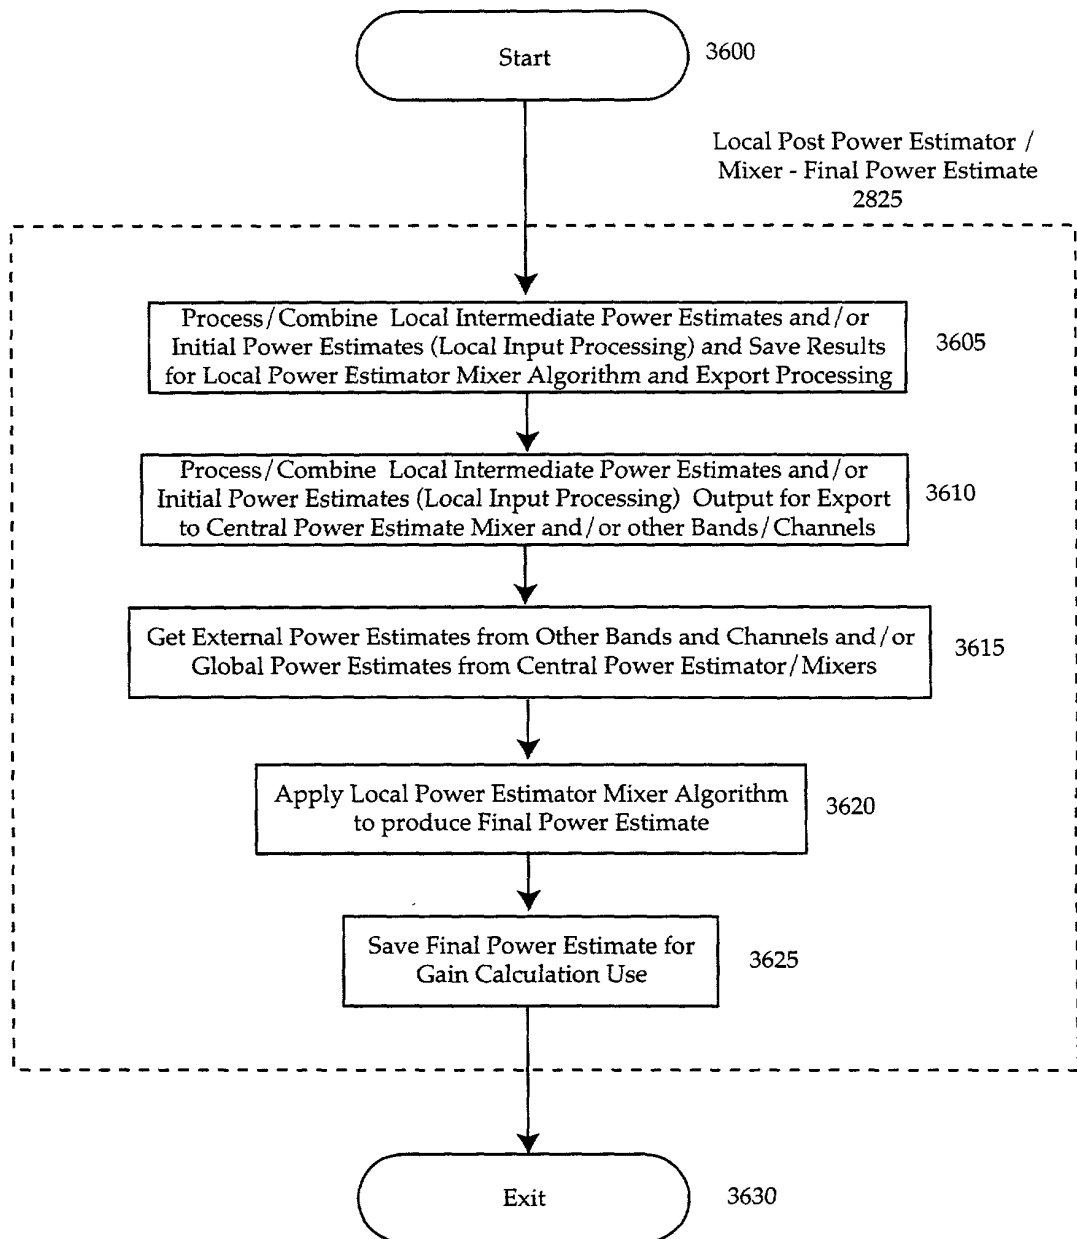 Start
3600
Local Post Power Estimator /
Mixer - Final Power Estimate
2825
Process/Combine Local Intermediate Power Estimates and/or
Initial Power Estimates (Local Input Processing) and Save Results
for Local Power Estimator Mixer Algorithm and Export Processing
3605
Process/Combine Local Intermediate Power Estimates and/or
Initial Power Estimates (Local Input Processing) Output for Export
to Central Power Estimate Mixer and/or other Bands/Channels
3610
Get External Power Estimates from Other Bands and Channels and/or
Global Power Estimates from Central Power Estimator/Mixers
3615
Apply Local Power Estimator Mixer Algorithm
to produce Final Power Estimate
3620
Save Final Power Estimate for
Gain Calculation Use
3625
Exit
3630